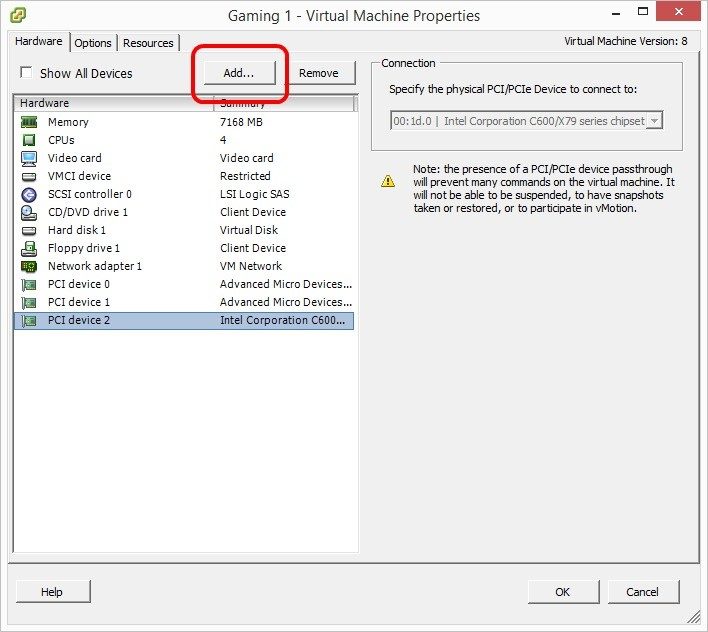 Gaming 1 - Virtual Machine Properties
Hardware Options Resources
Virtual Machine Version: 8
Show All Devices
Add...
Remove
Hardware Summary
Memory 7168 MB
CPUs 4
Video card Video card
VMCI device Restricted
SCSI controller 0 LSI Logic SAS
CD/DVD drive 1 Client Device
Hard disk 1 Virtual Disk
Floppy drive 1 Client Device
Network adapter 1 VM Network
PCI device 0 Advanced Micro Devices...
PCI device 1 Advanced Micro Devices...
PCI device 2 Intel Corporation C600...
Connection
Specify the physical PCI/PCIe Device to connect to:
00:1d.0 | Intel Corporation C600/X79 series chipset
Note: the presence of a PCI/PCIe device passthrough
will prevent many commands on the virtual machine. It
will not be able to be suspended, to have snapshots
taken or restored, or to participate in vMotion.
Help
OK
Cancel